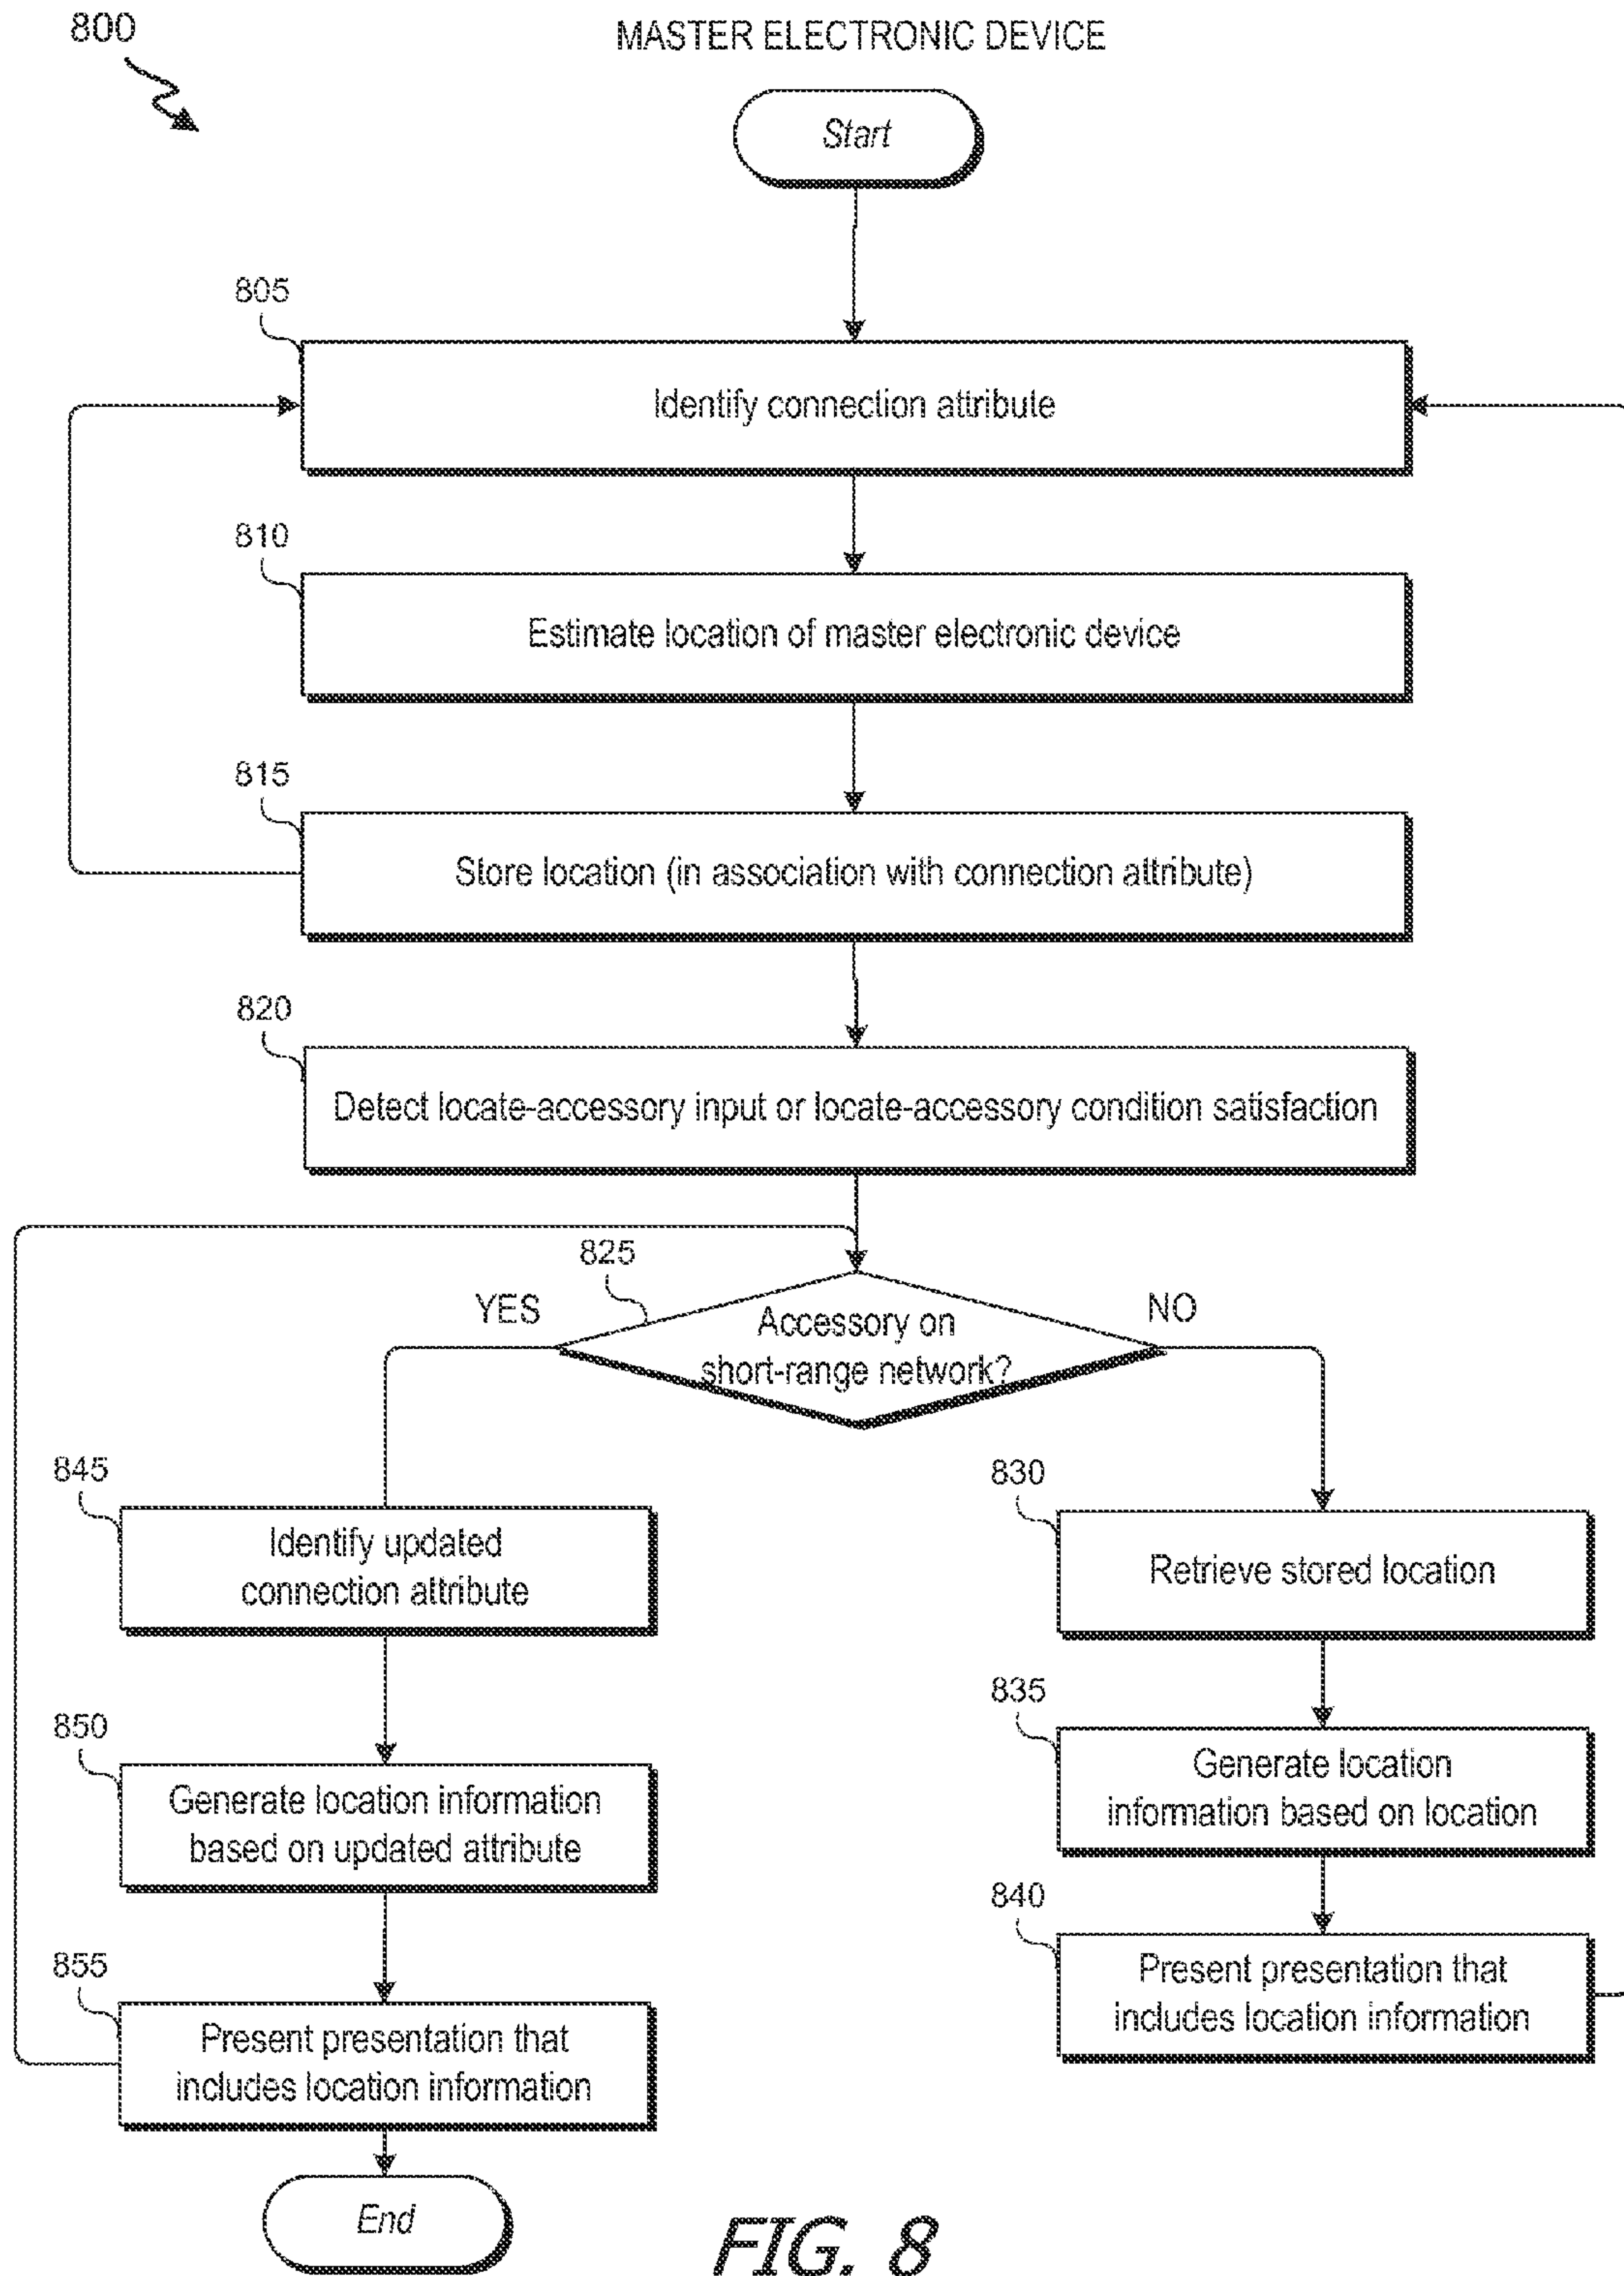 800
MASTER ELECTRONIC DEVICE
Start
805
Identify connection attribute
810
Estimate location of master electronic device
815
Store location (in association with connection attribute)
820
Detect locate-accessory input or locate-accessory condition satisfaction
825
YES
NO
Accessory on
short-range network?
845
Identify updated
connection attribute
850
Generate location information
based on updated attribute
855
Present presentation that
includes location information
End
830
Retrieve stored location
835
Generate location
information based on location
840
Present presentation that
includes location information
FIG. 8